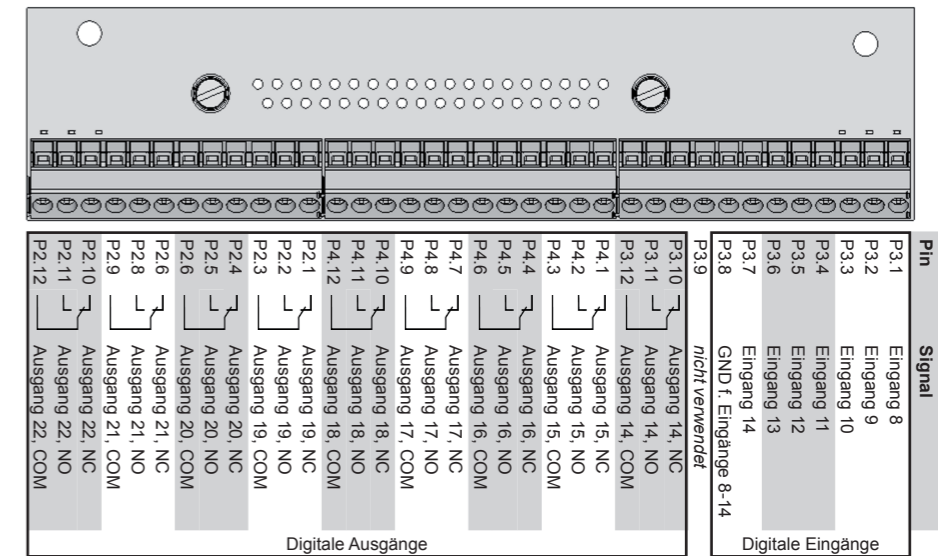 Pin Signal
P3.1 Eingang 8
P3.2 Eingang 9
P3.3 Eingang 10
P3.4 Eingang 11
P3.5 Eingang 12
P3.6 Eingang 13
P3.7 Eingang 14
P3.8 GND f. Eingänge 8-14
P3.9 nicht verwendet
P3.10 Ausgang 14, NC
P3.11 Ausgang 14, NO
P3.12 Ausgang 14, COM
P4.1 Ausgang 15, NC
P4.2 Ausgang 15, NO
P4.3 Ausgang 15, COM
P4.4 Ausgang 16, NC
P4.5 Ausgang 16, NO
P4.6 Ausgang 16, COM
P4.7 Ausgang 17, NC
P4.8 Ausgang 17, NO
P4.9 Ausgang 17, COM
P4.10 Ausgang 18, NC
P4.11 Ausgang 18, NO
P4.12 Ausgang 18, COM
P2.1 Ausgang 19, NC
P2.2 Ausgang 19, NO
P2.3 Ausgang 19, COM
P2.4 Ausgang 20, NC
P2.5 Ausgang 20, NO
P2.6 Ausgang 20, COM
P2.6 Ausgang 21, NC
P2.8 Ausgang 21, NO
P2.9 Ausgang 21, COM
P2.10 Ausgang 22, NC
P2.11 Ausgang 22, NO
P2.12 Ausgang 22, COM
Digitale Ausgänge
Digitale Eingänge